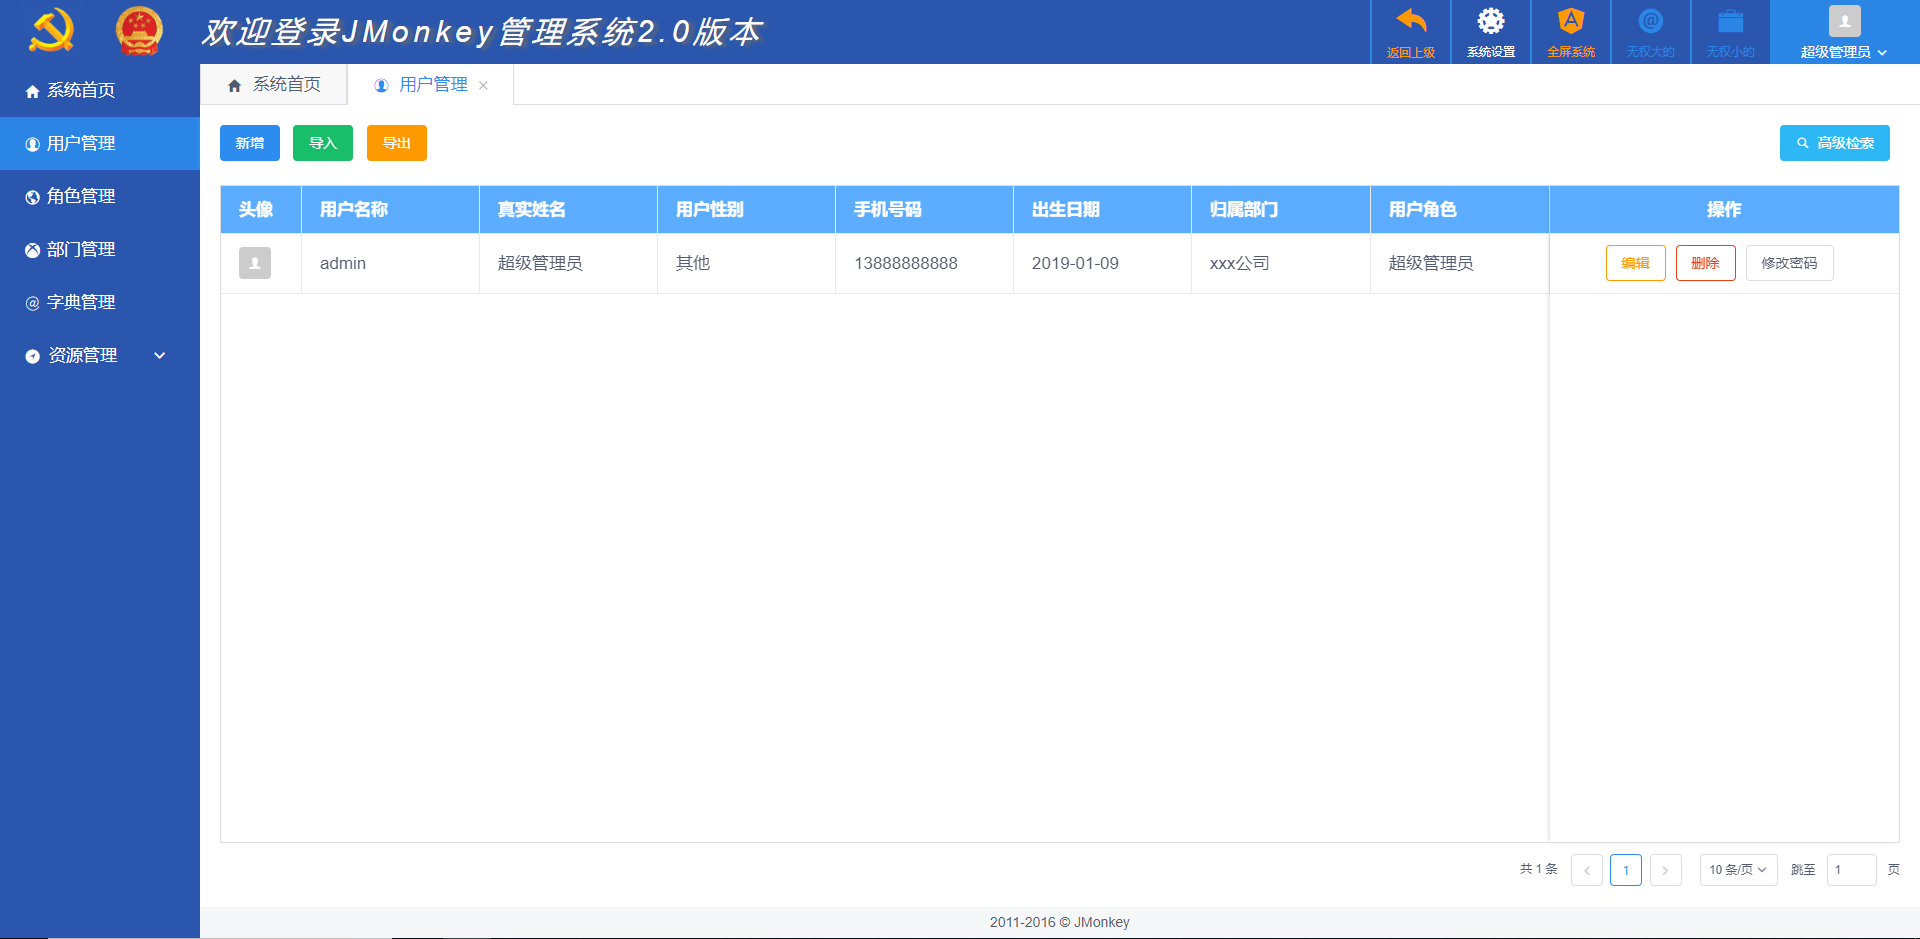 欢迎登录JMonkey管理系统2.0版本
返回上级
系统设置
全屏系统
无权大的
无权小的
超级管理员
系统首页
用户管理
角色管理
部门管理
字典管理
资源管理
系统首页
用户管理
新增
导入
导出
高级检索
头像 用户名称 真实姓名 用户性别 手机号码 出生日期 归属部门 用户角色 操作
admin 超级管理员 其他 13888888888 2019-01-09 xxx公司 超级管理员 编辑 删除 修改密码
共 1 条 1 10 条/页 跳至 1 页
2011-2016 © JMonkey